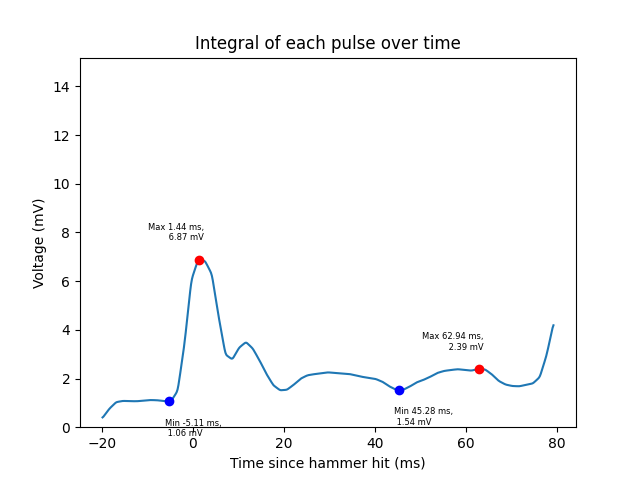 Integral of each pulse over time
14
12
10
8
6
4
2
0
Voltage (mV)
Max 1.44 ms,
6.87 mV
Max 62.94 ms,
2.39 mV
Min 45.28 ms,
1.54 mV
Min -5.11 ms,
1.06 mV
−20 0 20 40 60 80
Time since hammer hit (ms)